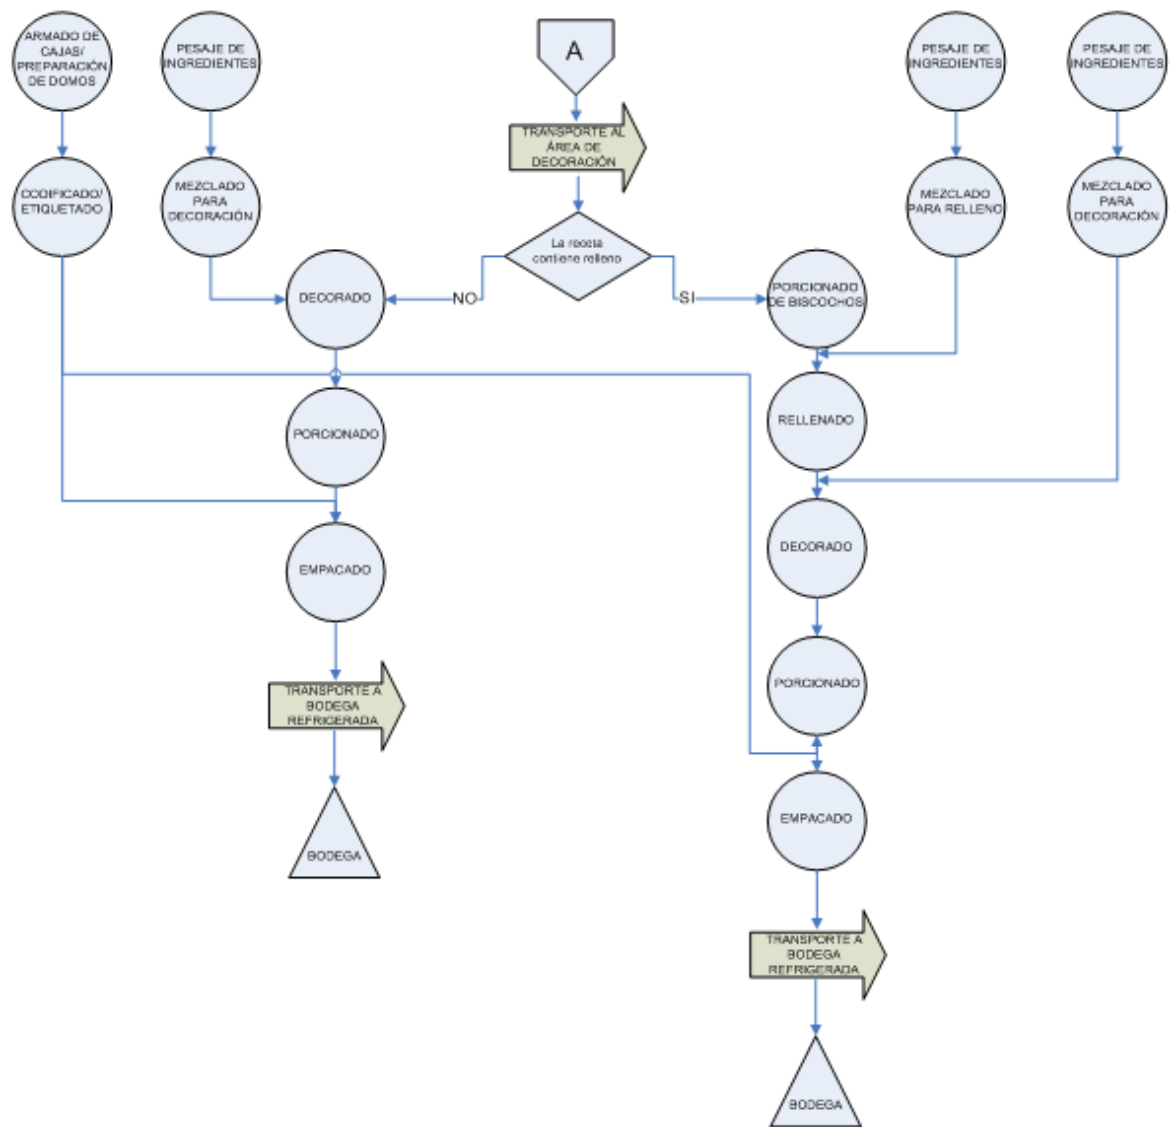 ARMADO DE
CAJAS/
PREPARACIÓN
DE DOMOS
PESAJE DE
INGREDIENTES
A
PESAJE DE
INGREDIENTES
PESAJE DE
INGREDIENTES
TRANSPORTE AL
ÁREA DE
DECORACIÓN
CODIFICADO/
ETIQUETADO
MEZCLADO
PARA
DECORACIÓN
MEZCLADO
PARA RELLENO
MEZCLADO
PARA
DECORACIÓN
La receta
contiene relleno
DECORADO
NO
SI
PORCIONADO
DE BISCOCHOS
PORCIONADO
RELLENADO
EMPACADO
DECORADO
TRANSPORTE A
BODEGA
REFRIGERADA
PORCIONADO
BODEGA
EMPACADO
TRANSPORTE A
BODEGA
REFRIGERADA
BODEGA